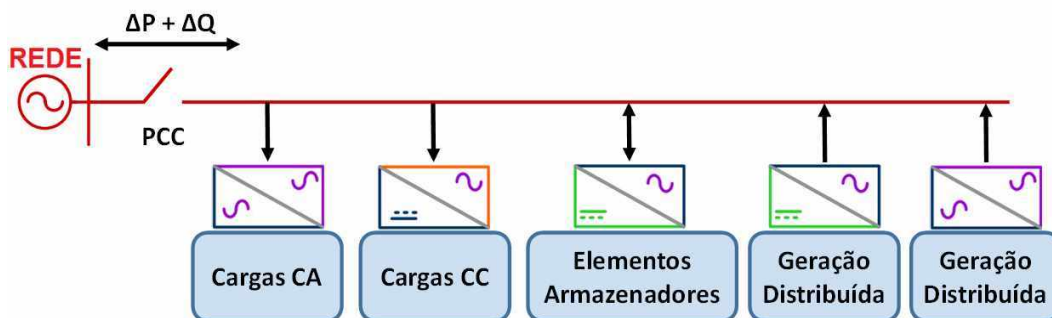 ΔP + ΔQ
REDE
PCC
Cargas CA
Cargas CC
Elementos
Armazenadores
Geração
Distribuída
Geração
Distribuída